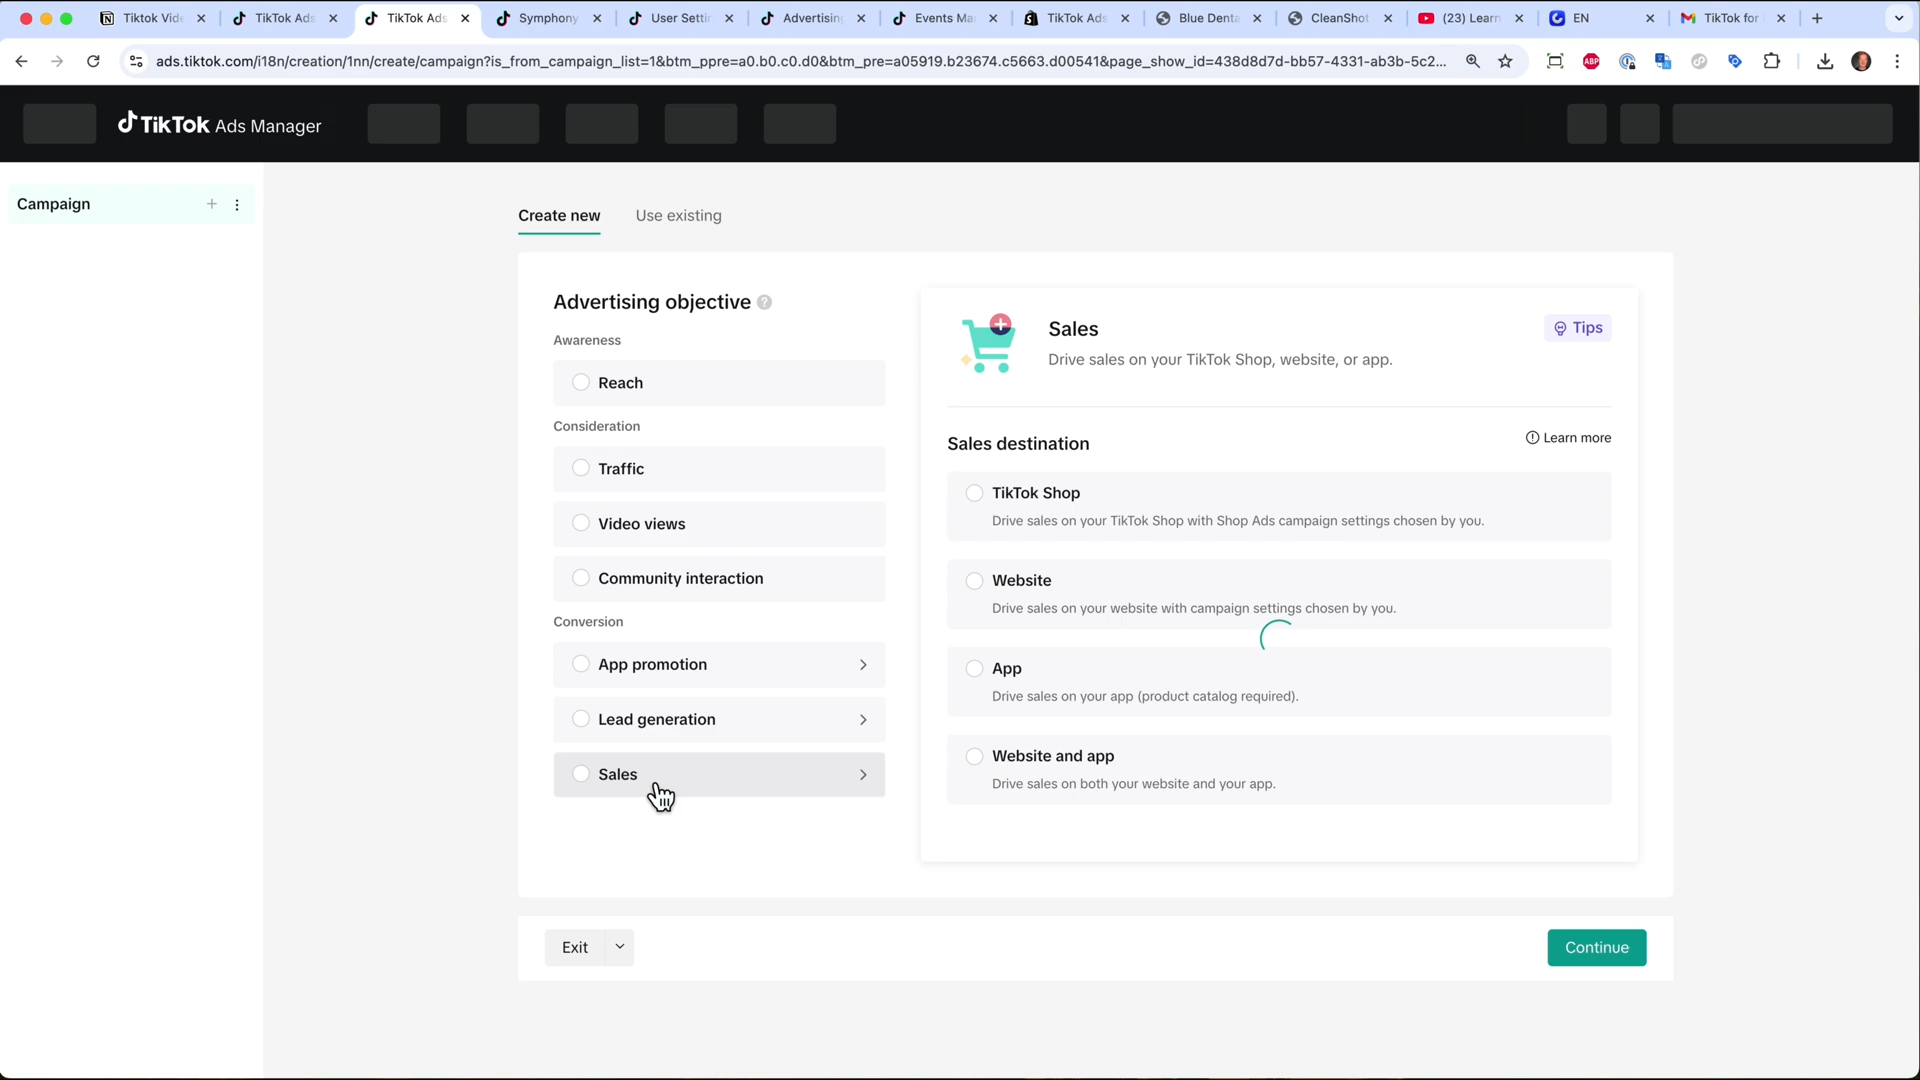 Tiktok Vid
TikTok Ads
TikTok Ads
Symphony
User Setti
Advertising
Events Ma
TikTok Ads
Blue Denta
CleanShot
(23) Learn
EN
TikTok for
ads.tiktok.com/i18n/creation/1nn/create/campaign?is_from_campaign_list=1&btm_ppre=a0.b0.c0.d0&btm_pre=a05919.b23674.c5663.d00541&page_show_id=438d8d7d-bb57-4331-ab3b-5c2...
ABP
TikTok Ads Manager
Campaign
Create new
Use existing
Advertising objective
Awareness
Reach
Consideration
Traffic
Video views
Community interaction
Conversion
App promotion
Lead generation
Sales
Sales
Drive sales on your TikTok Shop, website, or app.
Tips
Sales destination
Learn more
TikTok Shop
Drive sales on your TikTok Shop with Shop Ads campaign settings chosen by you.
Website
Drive sales on your website with campaign settings chosen by you.
App
Drive sales on your app (product catalog required).
Website and app
Drive sales on both your website and your app.
Exit
Continue